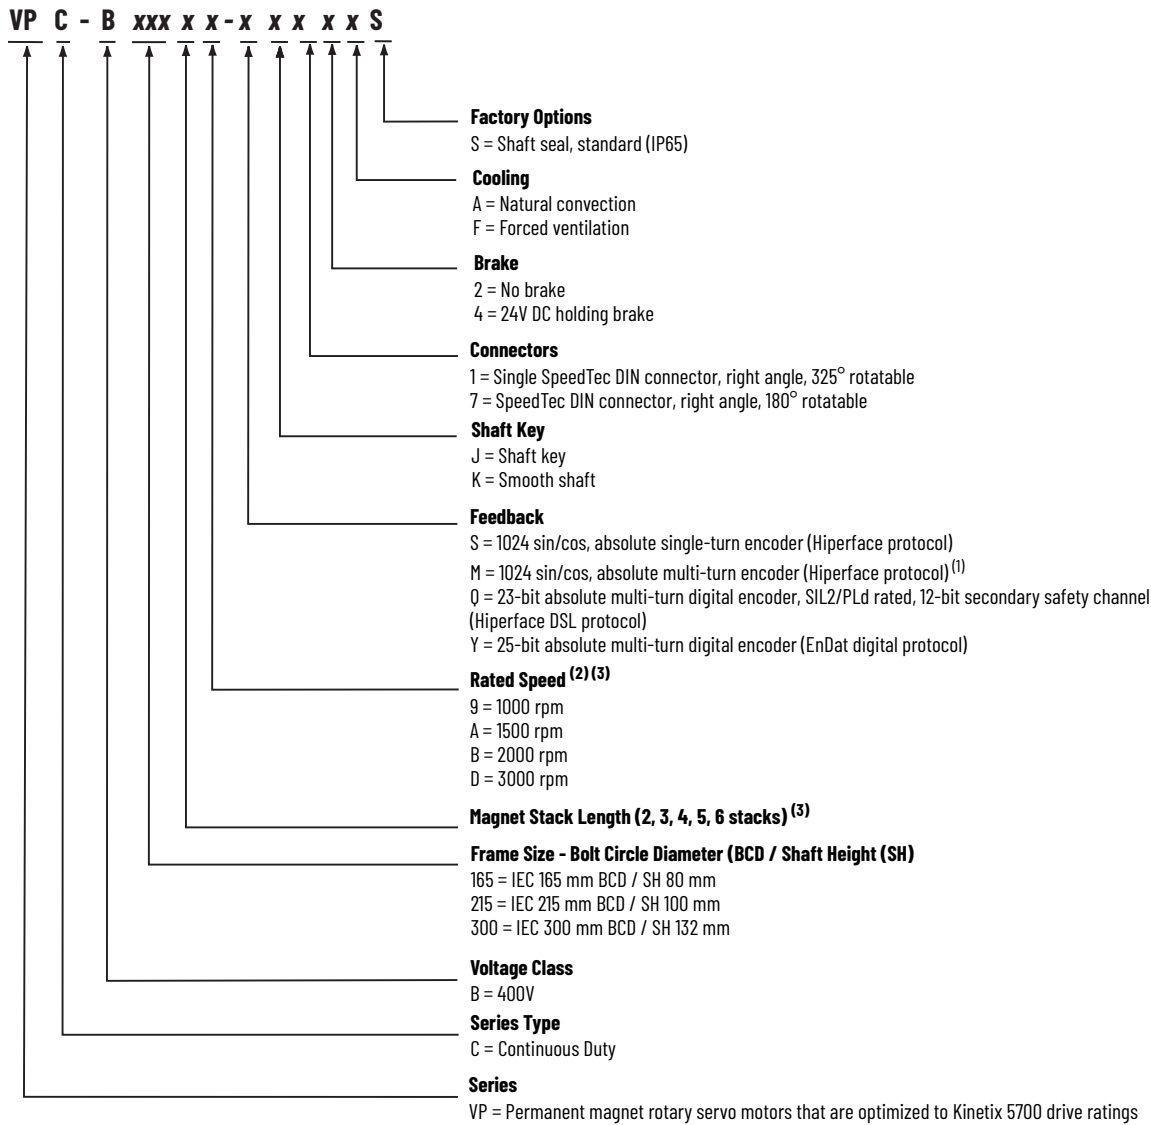 VP C - B xxx x x - x x x x x S
Factory Options
S = Shaft seal, standard (IP65)
Cooling
A = Natural convection
F = Forced ventilation
Brake
2 = No brake
4 = 24V DC holding brake
Connectors
1 = Single SpeedTec DIN connector, right angle, 325° rotatable
7 = SpeedTec DIN connector, right angle, 180° rotatable
Shaft Key
J = Shaft key
K = Smooth shaft
Feedback
S = 1024 sin/cos, absolute single-turn encoder (Hiperface protocol)
M = 1024 sin/cos, absolute multi-turn encoder (Hiperface protocol) (1)
Q = 23-bit absolute multi-turn digital encoder, SIL2/PLd rated, 12-bit secondary safety channel
(Hiperface DSL protocol)
Y = 25-bit absolute multi-turn digital encoder (EnDat digital protocol)
Rated Speed (2) (3)
9 = 1000 rpm
A = 1500 rpm
B = 2000 rpm
D = 3000 rpm
Magnet Stack Length (2, 3, 4, 5, 6 stacks) (3)
Frame Size - Bolt Circle Diameter (BCD / Shaft Height (SH)
165 = IEC 165 mm BCD / SH 80 mm
215 = IEC 215 mm BCD / SH 100 mm
300 = IEC 300 mm BCD / SH 132 mm
Voltage Class
B = 400V
Series Type
C = Continuous Duty
Series
VP = Permanent magnet rotary servo motors that are optimized to Kinetix 5700 drive ratings